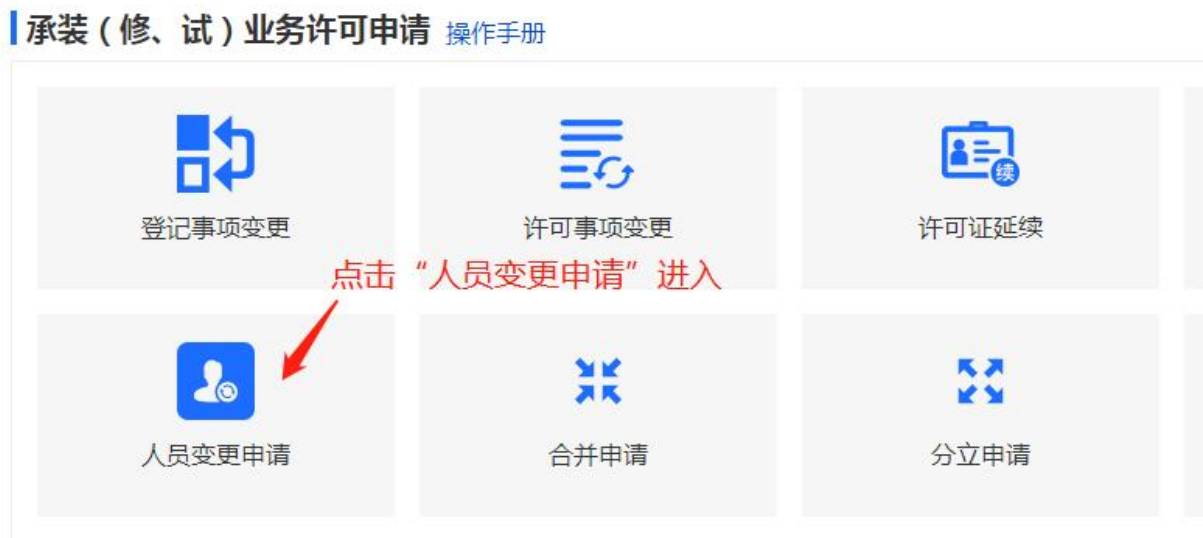 承装（修、试）业务许可申请 操作手册
续
登记事项变更 许可事项变更 许可证延续
点击“人员变更申请”进入
人员变更申请 合并申请 分立申请